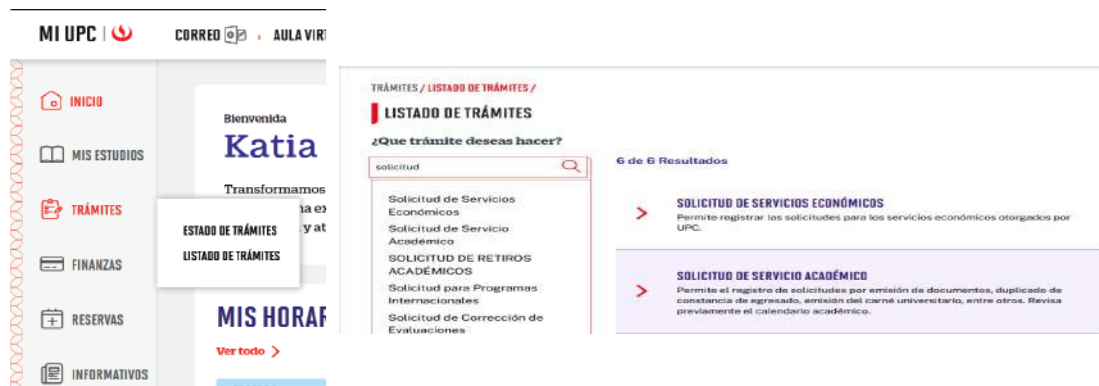 MI UPC
CORREO
AULA VIR
INICIO
MIS ESTUDIOS
TRÁMITES
FINANZAS
RESERVAS
INFORMATIVOS
Bienvenida
Katia
Transformamos
na ex
y at
ESTADO DE TRÁMITES
LISTADO DE TRÁMITES
MIS HORAR
Ver todo >
TRÁMITES / LISTADO DE TRÁMITES /
LISTADO DE TRÁMITES
¿Que trámite deseas hacer?
solicitud
Solicitud de Servicios
Económicos
Solicitud de Servicio
Académico
SOLICITUD DE RETIROS
ACADÉMICOS
Solicitud para Programas
Internacionales
Solicitud de Corrección de
Evaluaciones
6 de 6 Resultados
SOLICITUD DE SERVICIOS ECONÓMICOS
Permite registrar las solicitudes para los servicios económicos otorgados por
UPC.
SOLICITUD DE SERVICIO ACADÉMICO
Permite el registro de solicitudes por emisión de documentos, duplicado de
constancia de egresado, emisión del carné universitario, entre otros. Revisa
previamente el calendario académico.